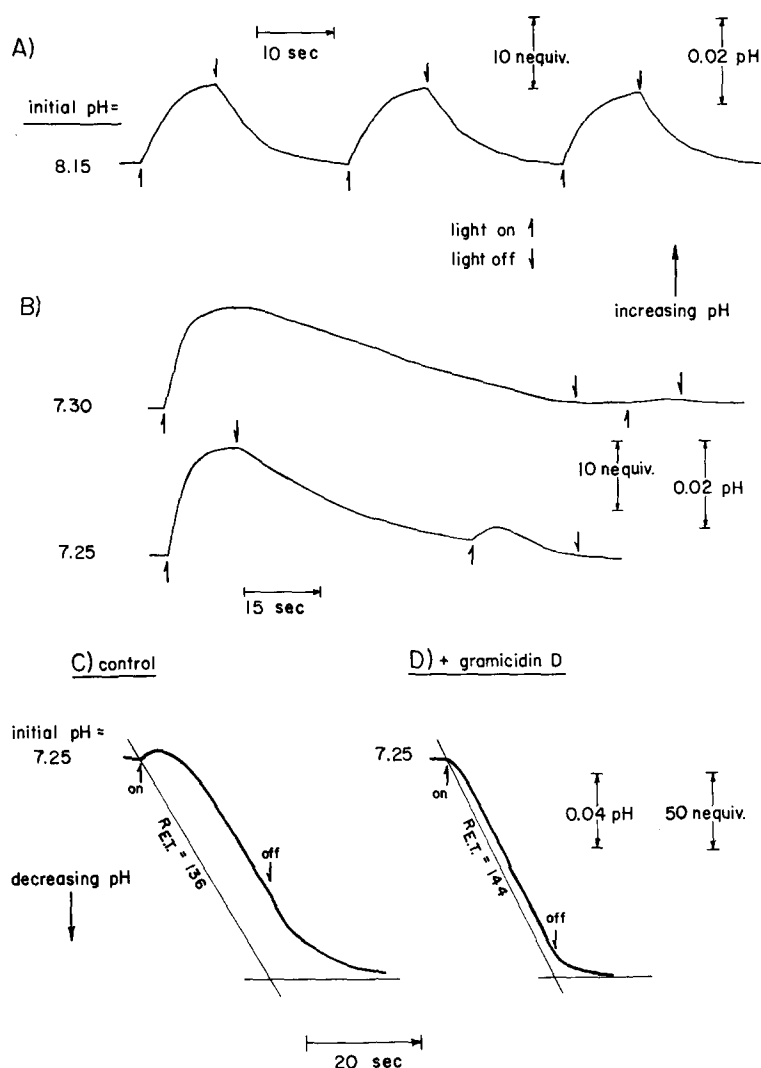 A)
10 sec
10 nequiv.
0.02 pH
initial pH=
8.15
light on
light off
increasing pH
B)
7.30
10 nequiv.
0.02 pH
7.25
15 sec
C) control
D) + gramicidin D
initial pH=
7.25
7.25
on
on
0.04 pH
50 nequiv.
R E.T. = 136
R E.T. = 144
off
off
decreasing pH
20 sec